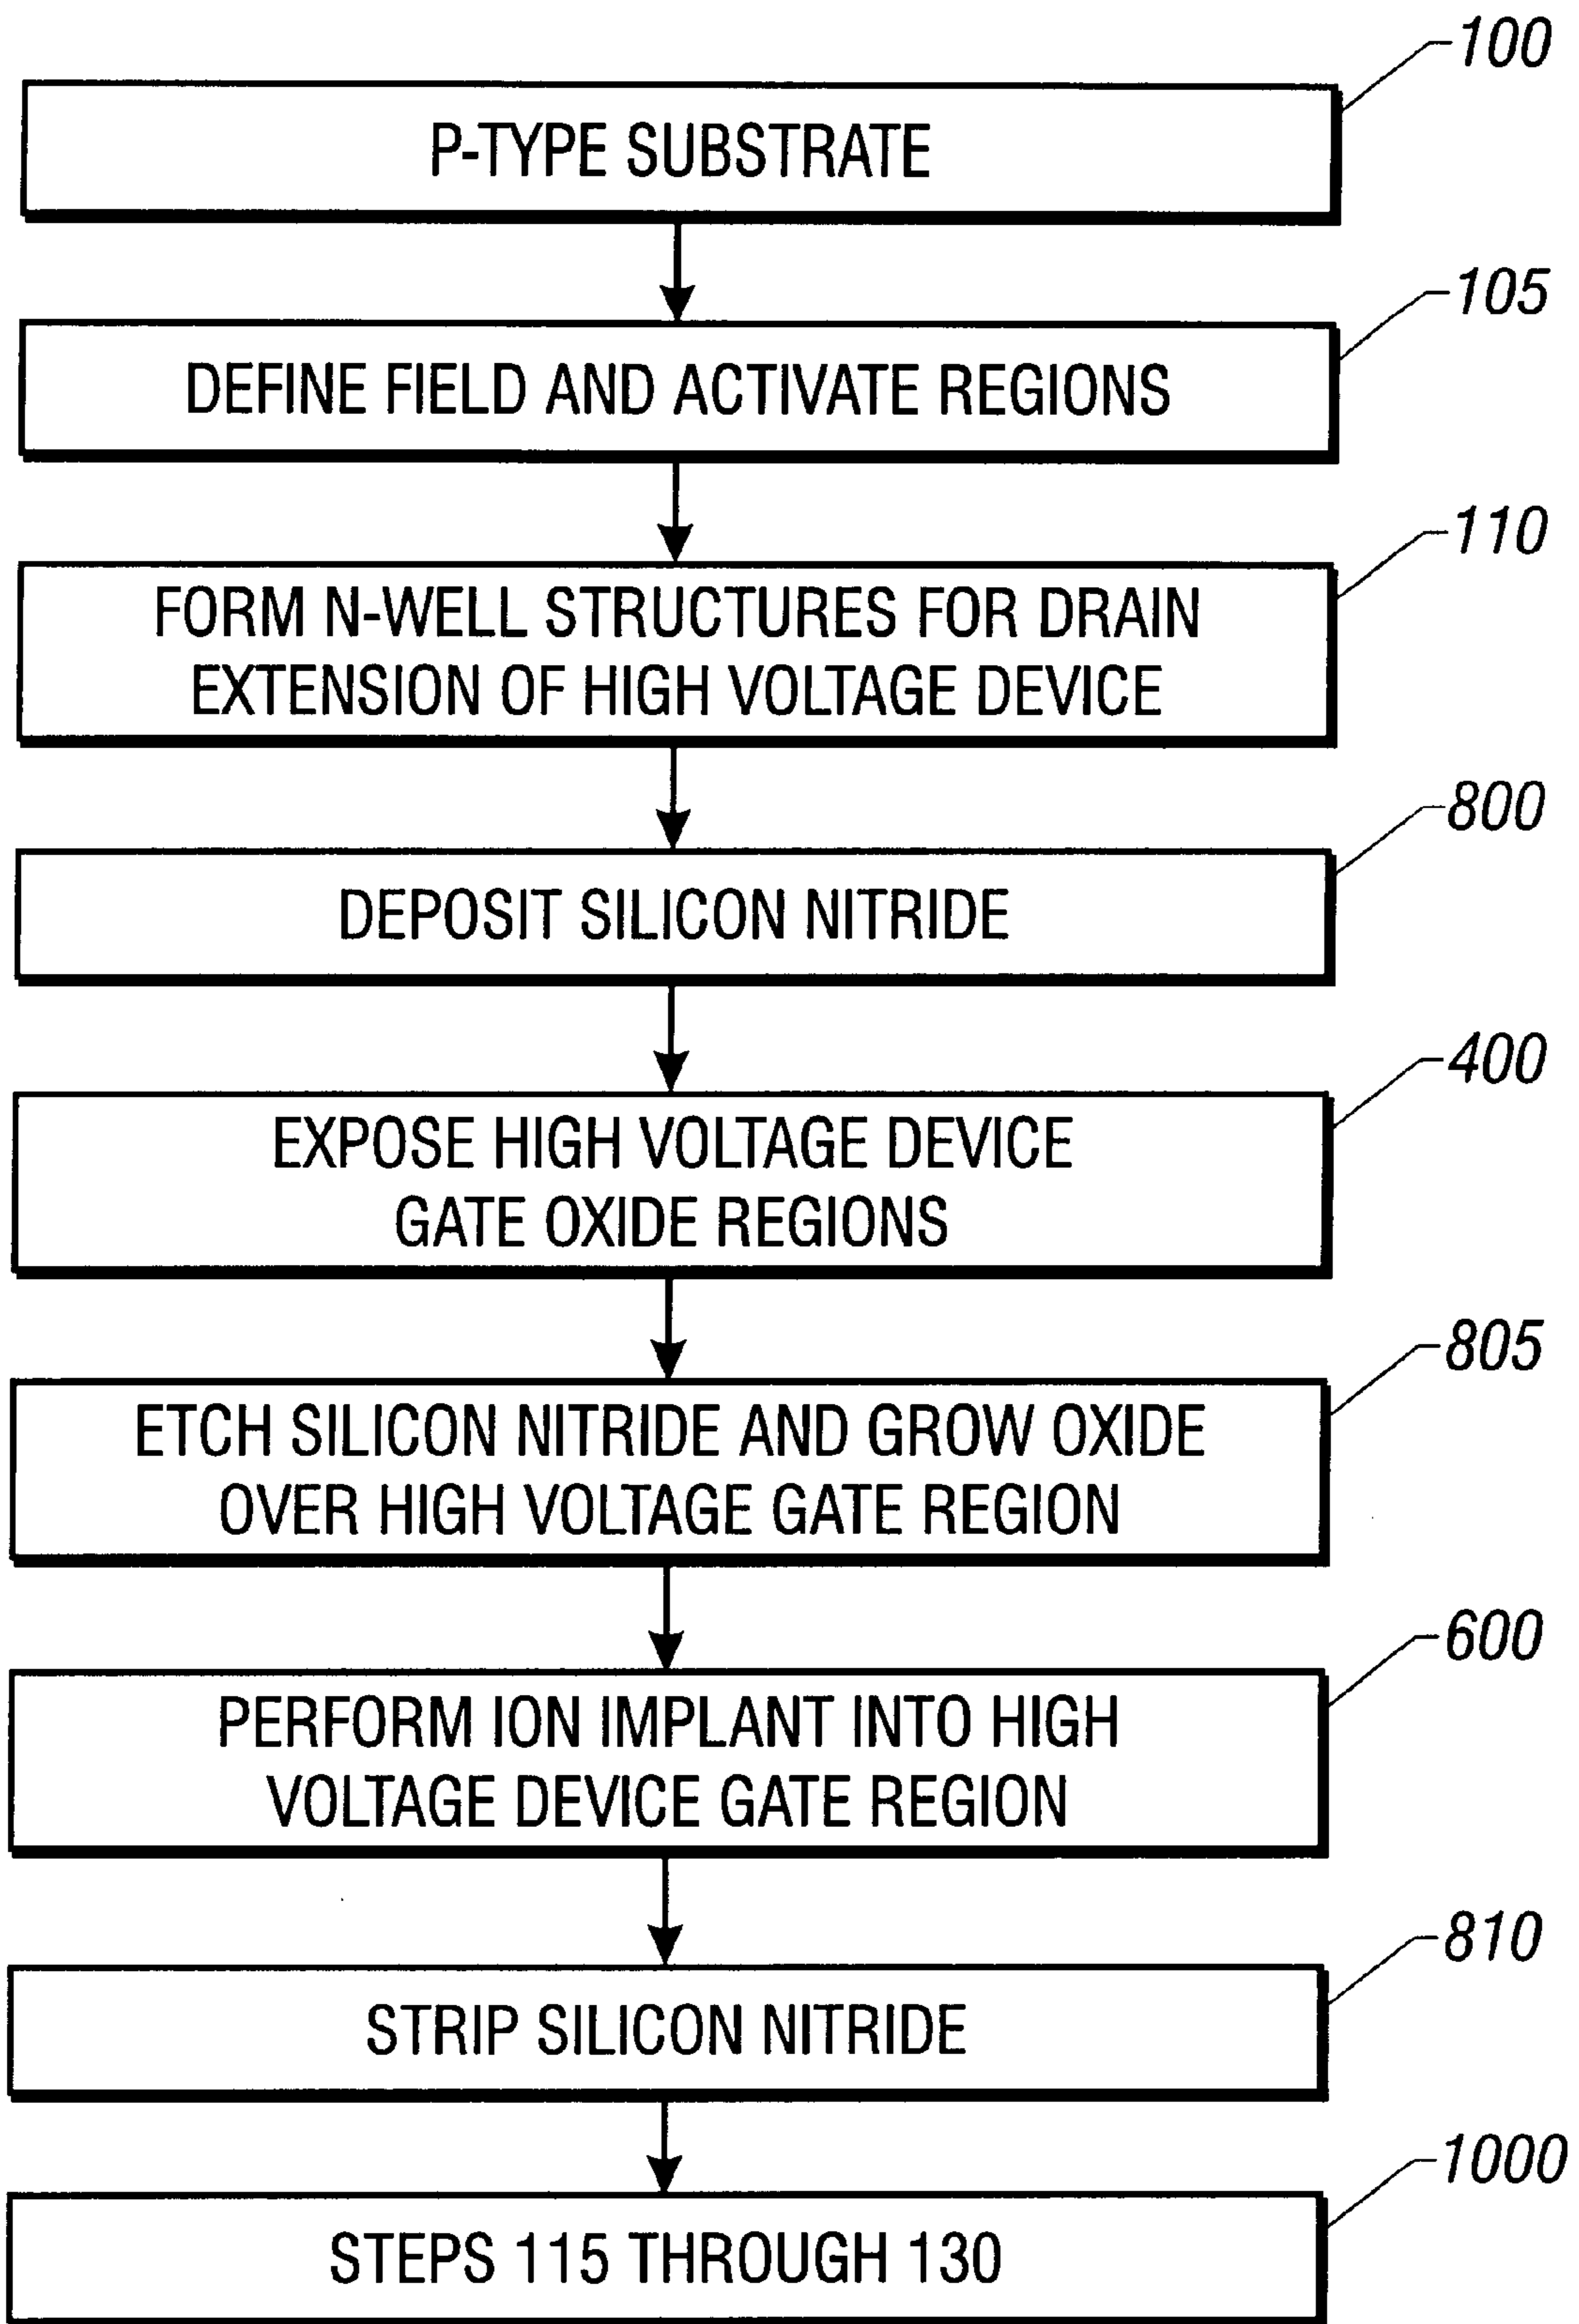 100
P-TYPE SUBSTRATE
105
DEFINE FIELD AND ACTIVATE REGIONS
110
FORM N-WELL STRUCTURES FOR DRAIN
EXTENSION OF HIGH VOLTAGE DEVICE
800
DEPOSIT SILICON NITRIDE
400
EXPOSE HIGH VOLTAGE DEVICE
GATE OXIDE REGIONS
805
ETCH SILICON NITRIDE AND GROW OXIDE
OVER HIGH VOLTAGE GATE REGION
600
PERFORM ION IMPLANT INTO HIGH
VOLTAGE DEVICE GATE REGION
810
STRIP SILICON NITRIDE
1000
STEPS 115 THROUGH 130